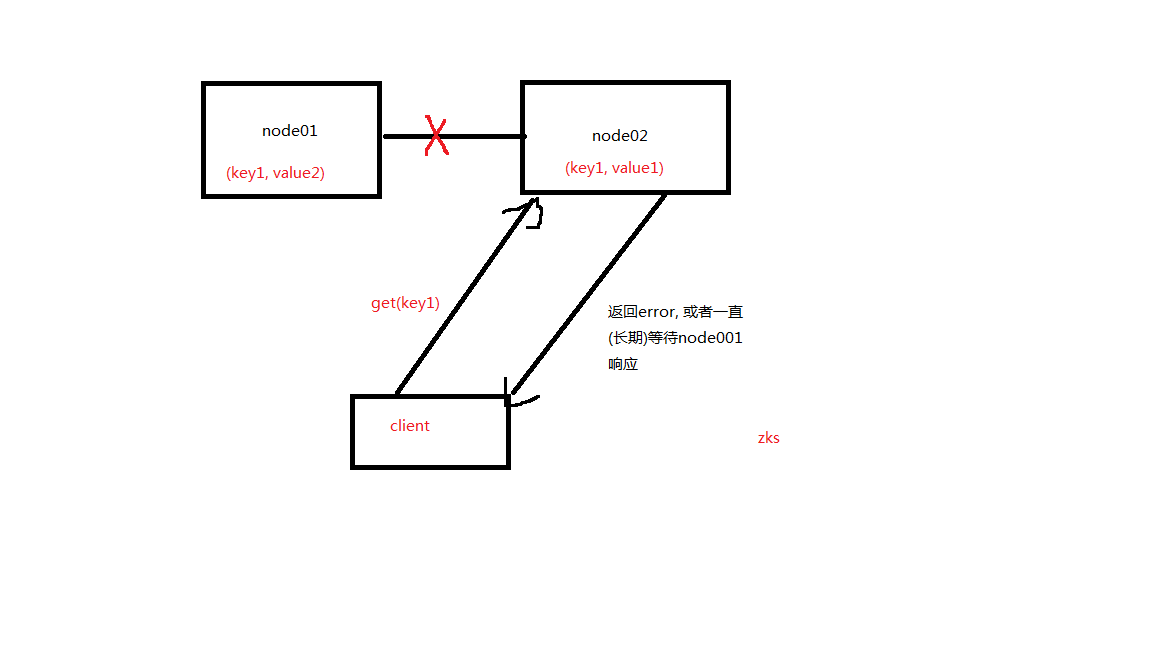 node01
(key1, value2)
node02
(key1, value1)
get(key1)
返回error, 或者一直
(长期)等待node001
响应
client
zks